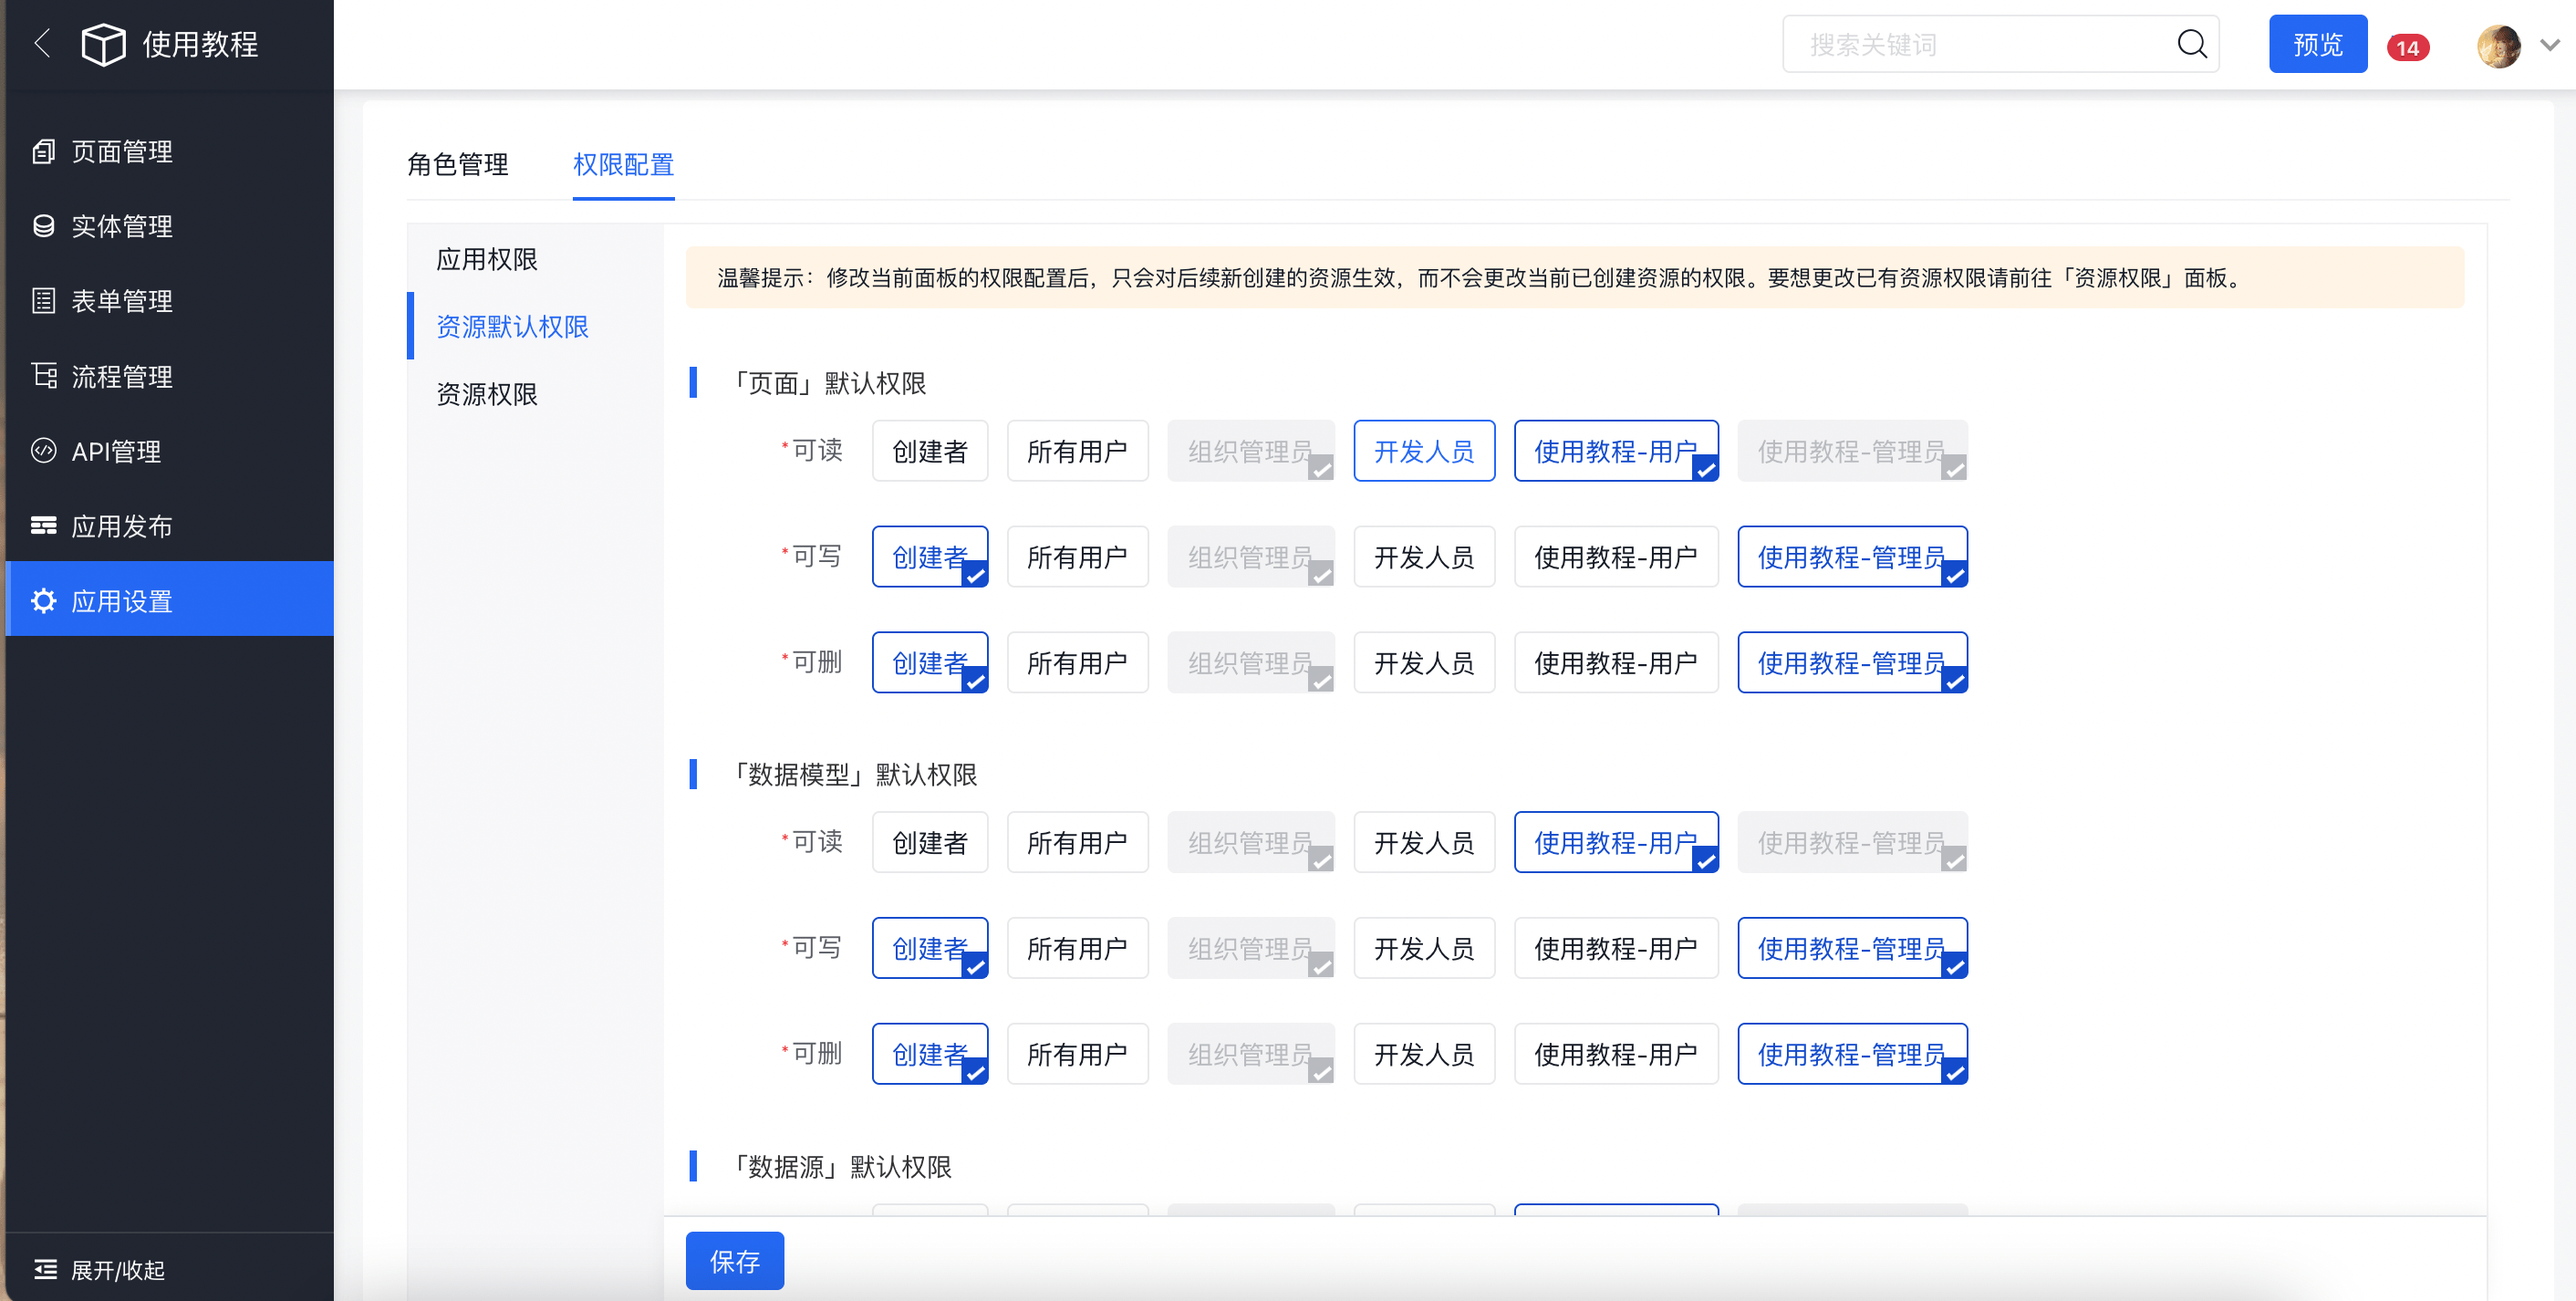 使用教程
搜索关键词
预览
14
页面管理
实体管理
表单管理
流程管理
API管理
应用发布
应用设置
展开/收起
角色管理
权限配置
应用权限
资源默认权限
资源权限
温馨提示：修改当前面板的权限配置后，只会对后续新创建的资源生效，而不会更改当前已创建资源的权限。要想更改已有资源权限请前往「资源权限」面板。
「页面」默认权限
*可读 创建者 所有用户 组织管理员 开发人员 使用教程-用户 使用教程-管理员
*可写 创建者 所有用户 组织管理员 开发人员 使用教程-用户 使用教程-管理员
*可删 创建者 所有用户 组织管理员 开发人员 使用教程-用户 使用教程-管理员
「数据模型」默认权限
*可读 创建者 所有用户 组织管理员 开发人员 使用教程-用户 使用教程-管理员
*可写 创建者 所有用户 组织管理员 开发人员 使用教程-用户 使用教程-管理员
*可删 创建者 所有用户 组织管理员 开发人员 使用教程-用户 使用教程-管理员
「数据源」默认权限
保存